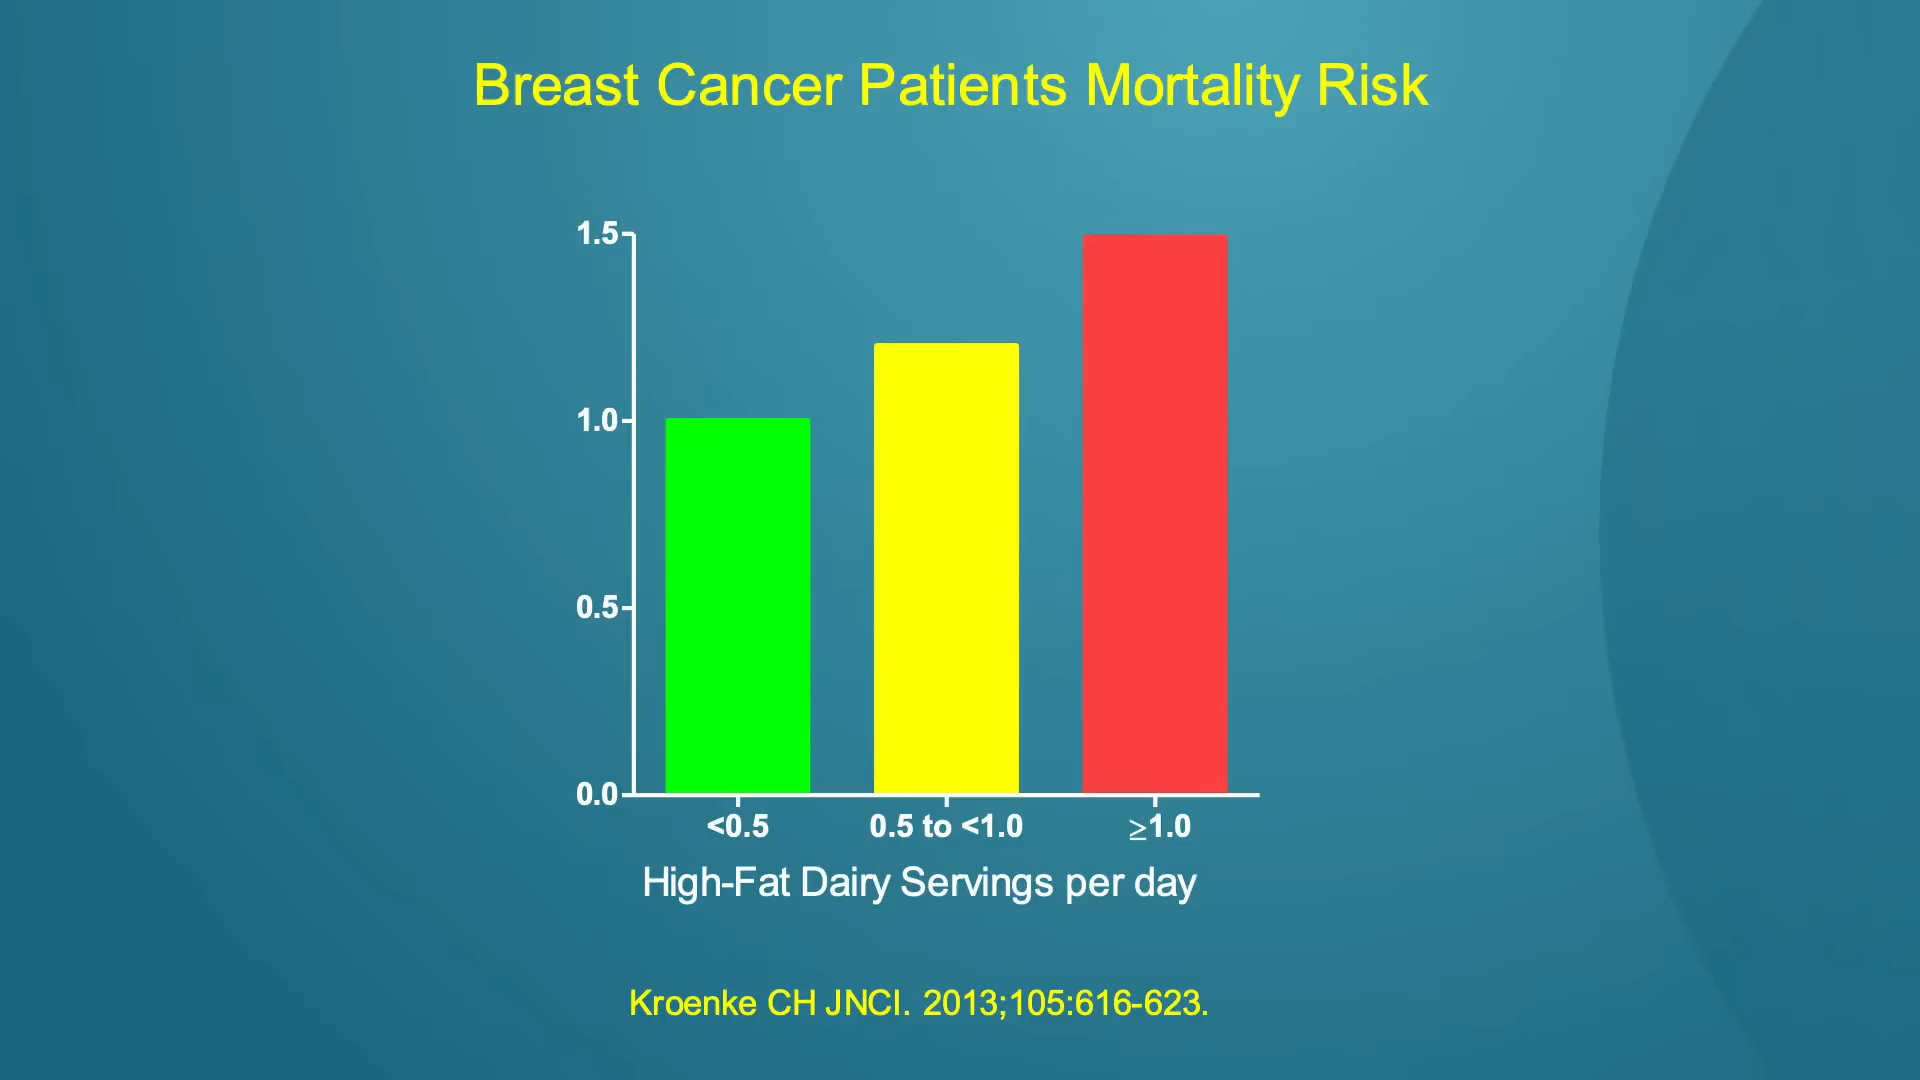 Breast Cancer Patients Mortality Risk
1.5
1.0
0.5
0.0
<0.5 0.5 to <1.0 ≥1.0
High-Fat Dairy Servings per day
Kroenke CH JNCI. 2013;105:616-623.